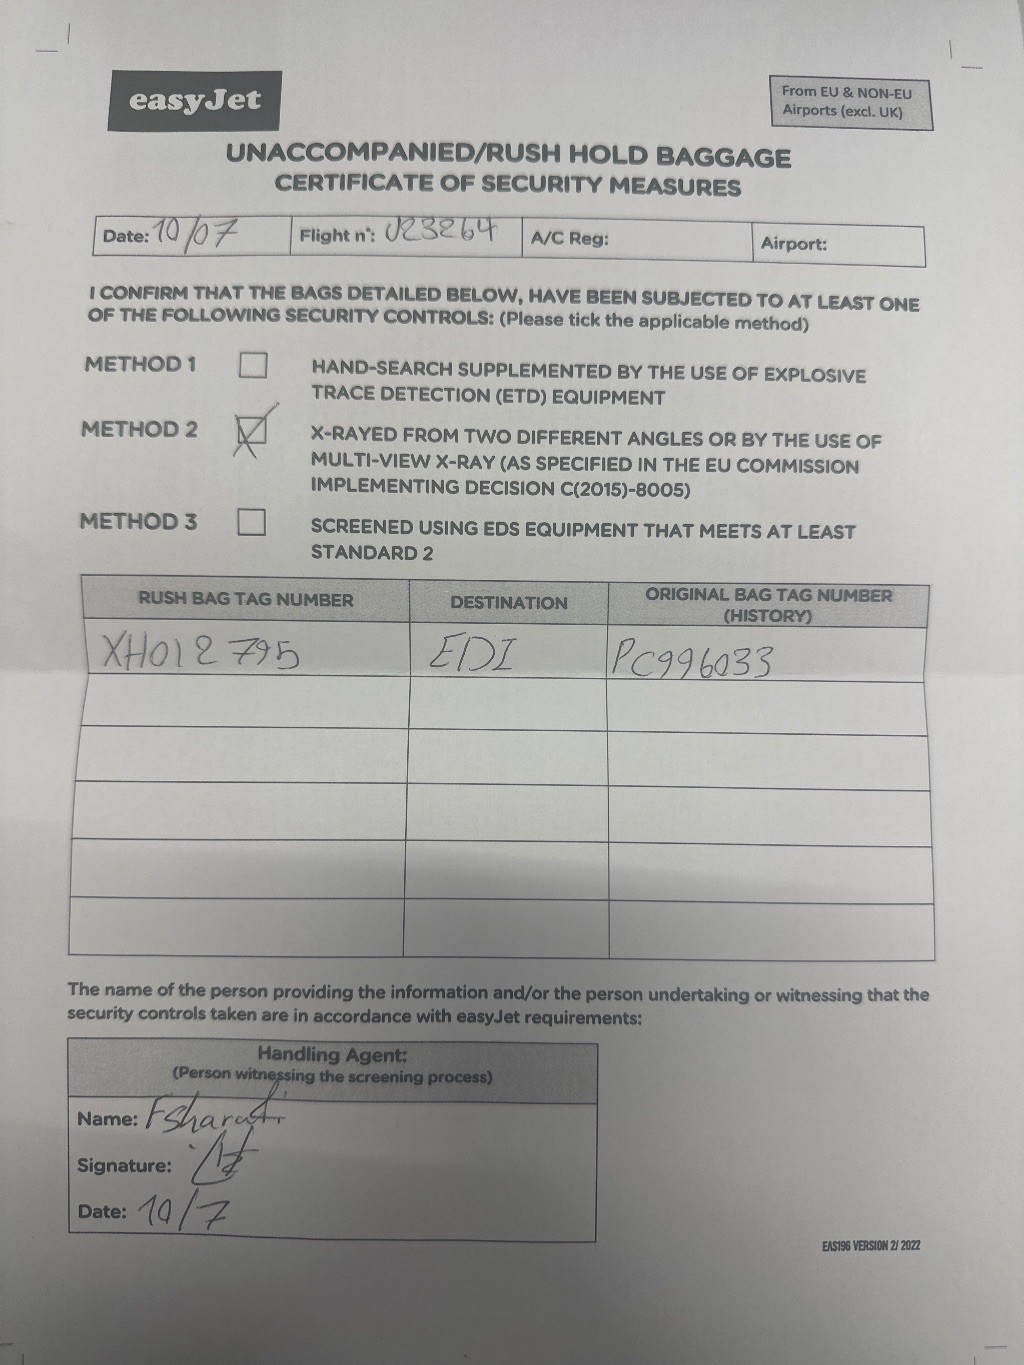 easyJet
From EU & NON-EU
Airports (excl. UK)
UNACCOMPANIED/RUSH HOLD BAGGAGE
CERTIFICATE OF SECURITY MEASURES
Date: 10/07 Flight n°: U23264 A/C Reg: Airport:
I CONFIRM THAT THE BAGS DETAILED BELOW, HAVE BEEN SUBJECTED TO AT LEAST ONE
OF THE FOLLOWING SECURITY CONTROLS: (Please tick the applicable method)
METHOD 1 HAND-SEARCH SUPPLEMENTED BY THE USE OF EXPLOSIVE
TRACE DETECTION (ETD) EQUIPMENT
METHOD 2 X-RAYED FROM TWO DIFFERENT ANGLES OR BY THE USE OF
MULTI-VIEW X-RAY (AS SPECIFIED IN THE EU COMMISSION
IMPLEMENTING DECISION C(2015)-8005)
METHOD 3 SCREENED USING EDS EQUIPMENT THAT MEETS AT LEAST
STANDARD 2
RUSH BAG TAG NUMBER DESTINATION ORIGINAL BAG TAG NUMBER
(HISTORY)
XH012795 EDI PC996033
The name of the person providing the information and/or the person undertaking or witnessing that the
security controls taken are in accordance with easyJet requirements:
Handling Agent:
(Person witnessing the screening process)
Name:
Signature:
Date: 10/7
EAS196 VERSION 2/ 2022